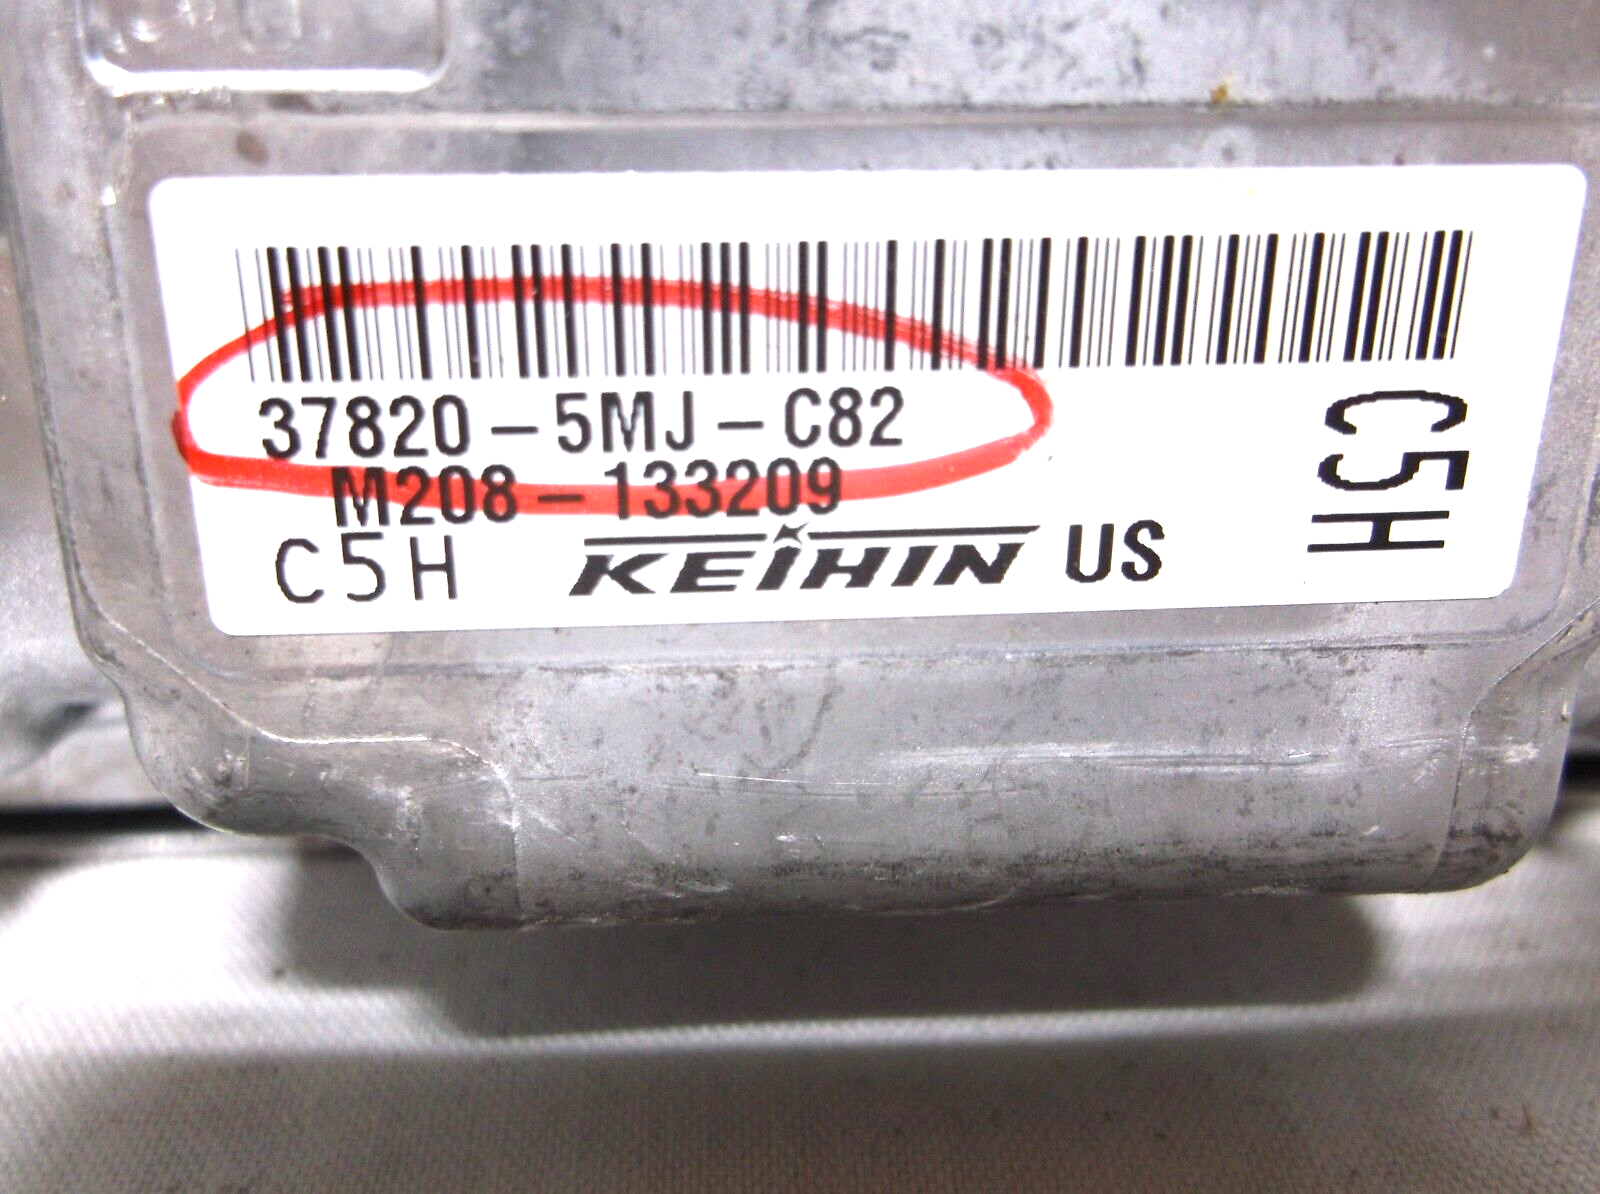 37820-5MJ-C82
M208-133209
C5H KEIHIN US
C5H